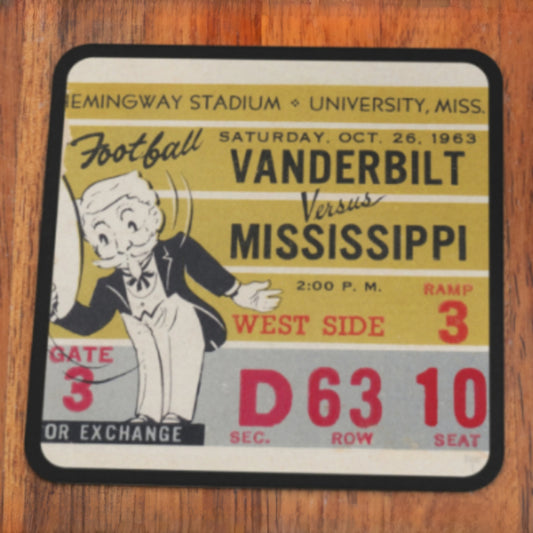 HEMINGWAY STADIUM ❖ UNIVERSITY, MISS.
Football
SATURDAY, OCT. 26, 1963
VANDERBILT
Versus
MISSISSIPPI
2:00 P. M.
WEST SIDE
RAMP
3
GATE
3
D 63 10
SEC. ROW SEAT
OR EXCHANGE